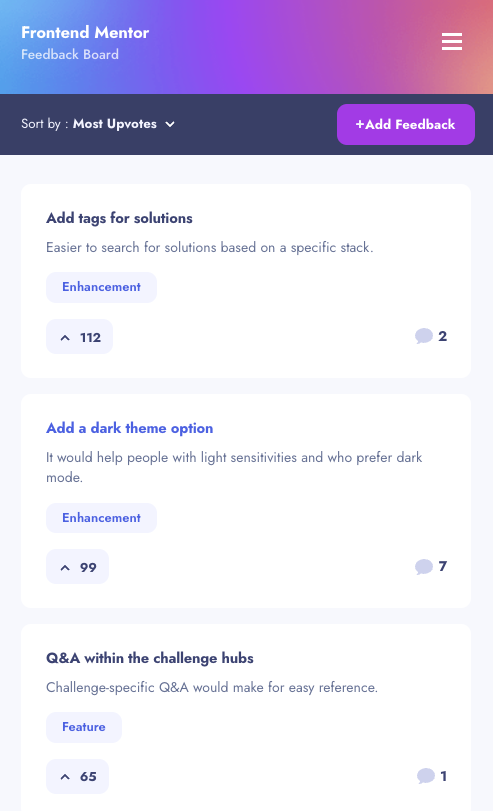 Frontend Mentor
Feedback Board
Sort by : Most Upvotes
+Add Feedback
Add tags for solutions
Easier to search for solutions based on a specific stack.
Enhancement
112
2
Add a dark theme option
It would help people with light sensitivities and who prefer dark
mode.
Enhancement
99
7
Q&A within the challenge hubs
Challenge-specific Q&A would make for easy reference.
Feature
65
1